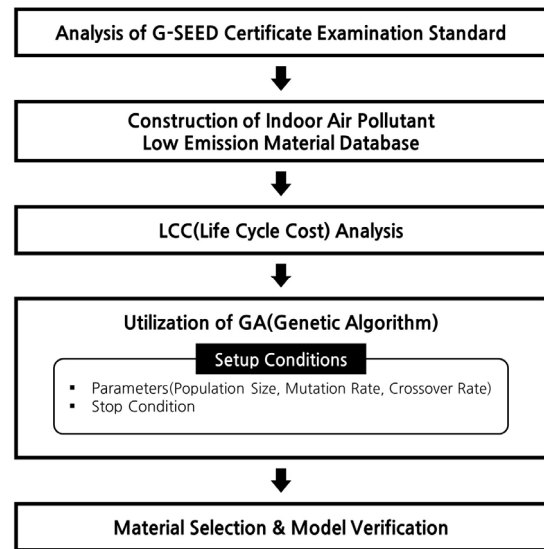 Analysis of G-SEED Certificate Examination Standard
Construction of Indoor Air Pollutant
Low Emission Material Database
LCC(Life Cycle Cost) Analysis
Utilization of GA(Genetic Algorithm)
Setup Conditions
▪ Parameters(Population Size, Mutation Rate, Crossover Rate)
▪ Stop Condition
Material Selection & Model Verification